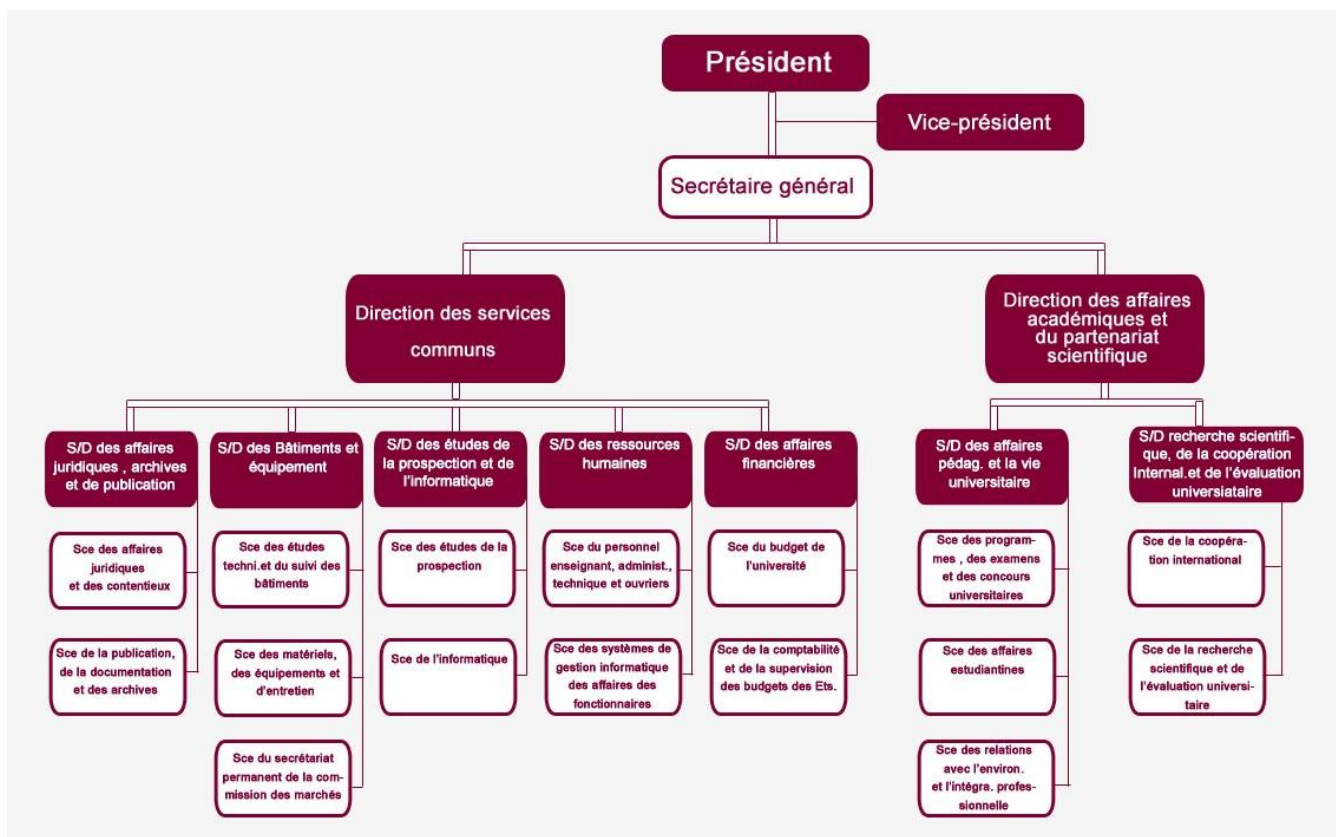 Président
Vice-président
Secrétaire général
Direction des services
communs
Direction des affaires
académiques et
du partenariat
scientifique
S/D des affaires
juridiques , archives
et de publication
S/D des Bâtiments et
équipement
S/D des études de
la prospection et de
l'informatique
S/D des ressources
humaines
S/D des affaires
financières
S/D des affaires
pédag. et la vie
universitaire
S/D recherche scientifi-
que, de la coopération
Internal.et de l'évaluation
universiataire
Sce des affaires
juridiques
et des contentieux
Sce des études
techni.et du suivi des
bâtiments
Sce des études de la
prospection
Sce du personnel
enseignant, administ.,
technique et ouvriers
Sce du budget de
l'université
Sce des program-
mes , des examens
et des concours
universitaires
Sce de la coopéra-
tion international
Sce de la publication,
de la documentation
et des archives
Sce des matériels,
des équipements et
d'entretien
Sce de l'informatique
Sce des systèmes de
gestion informatique
des affaires des
fonctionnaires
Sce de la comptabilité
et de la supervision
des budgets des Ets.
Sce des affaires
estudiantines
Sce de la recherche
scientifique et de
l'évaluation universi-
taire
Sce du secrétariat
permanent de la com-
mission des marchés
Sce des relations
avec l'environ.
et l'intégra. profes-
sionnelle